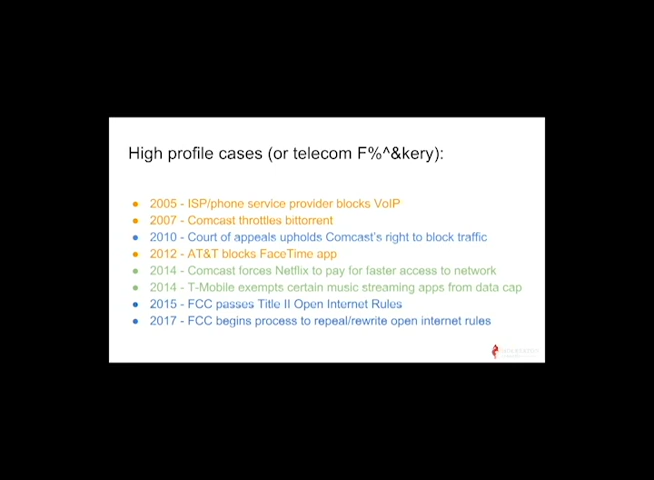 High profile cases (or telecom F%^&kery):
● 2005 - ISP/phone service provider blocks VoIP
● 2007 - Comcast throttles bittorrent
● 2010 - Court of appeals upholds Comcast's right to block traffic
● 2012 - AT&T blocks FaceTime app
● 2014 - Comcast forces Netflix to pay for faster access to network
● 2014 - T-Mobile exempts certain music streaming apps from data cap
● 2015 - FCC passes Title II Open Internet Rules
● 2017 - FCC begins process to repeal/rewrite open internet rules